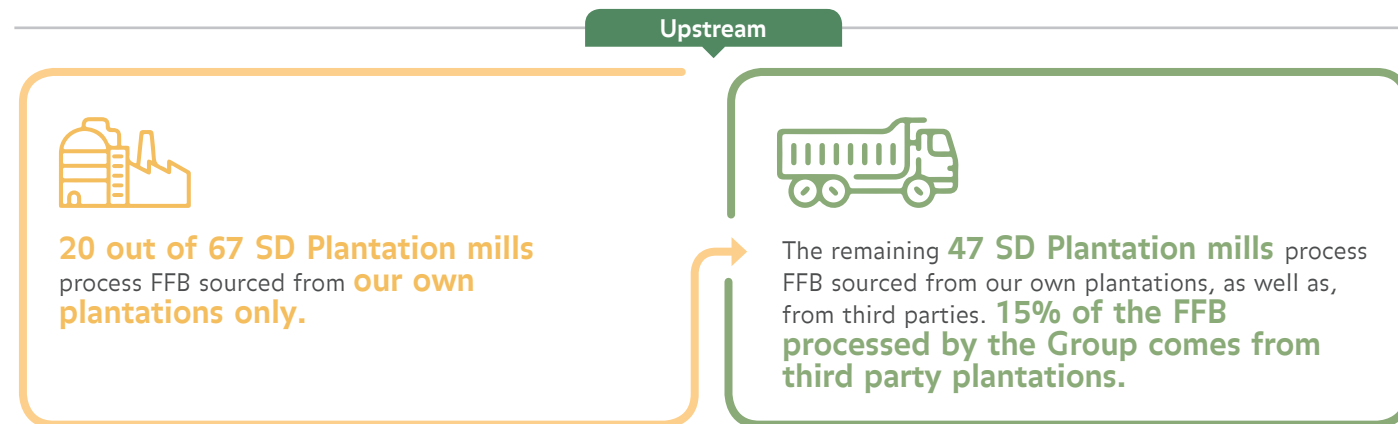 Upstream
20 out of 67 SD Plantation mills
process FFB sourced from our own
plantations only.
The remaining 47 SD Plantation mills process
FFB sourced from our own plantations, as well as,
from third parties. 15% of the FFB
processed by the Group comes from
third party plantations.